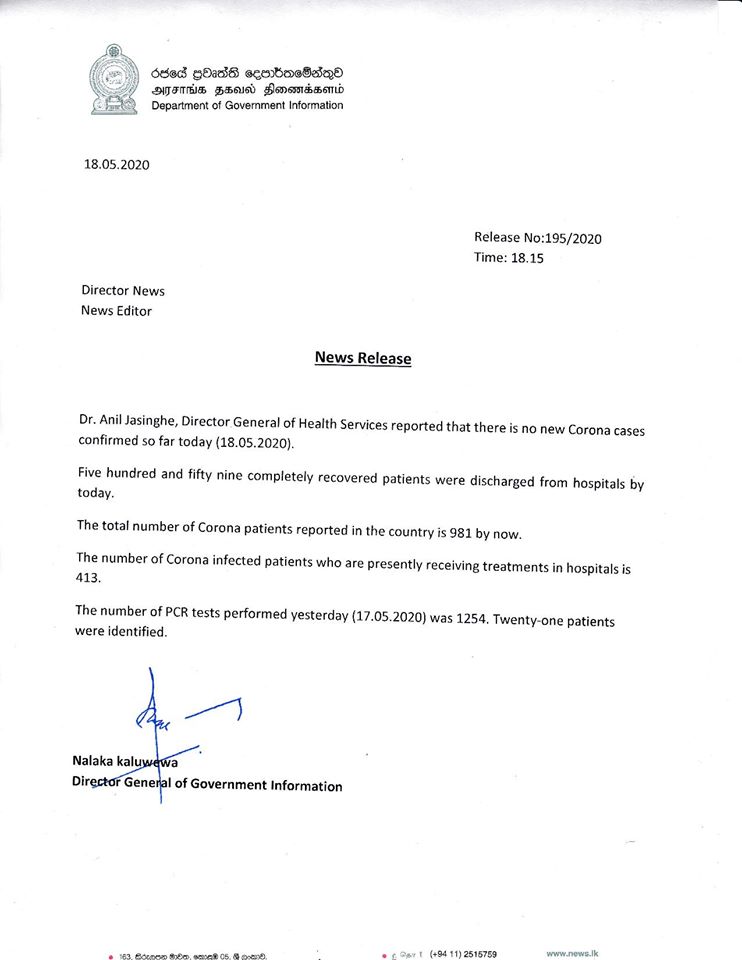 රජයේ ප්‍රවෘත්ති දෙපාර්තමේන්තුව
அரசாங்க தகவல் திணைக்களம்
Department of Government Information
18.05.2020
Release No:195/2020
Time: 18.15
Director News
News Editor
News Release
Dr. Anil Jasinghe, Director General of Health Services reported that there is no new Corona cases
confirmed so far today (18.05.2020).
Five hundred and fifty nine completely recovered patients were discharged from hospitals by
today.
The total number of Corona patients reported in the country is 981 by now.
The number of Corona infected patients who are presently receiving treatments in hospitals is
413.
The number of PCR tests performed yesterday (17.05.2020) was 1254. Twenty-one patients
were identified.
Nalaka kaluwewa
Director General of Government Information
163, කිරුලපන මාවත, කොළඹ 05, ශ්‍රී ලංකාව.
(+94 11) 2515759
www.news.lk